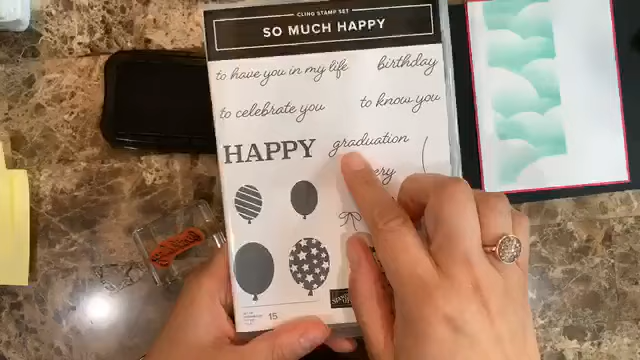 CLING STAMP SET
SO MUCH HAPPY
to have you in my life
birthday
to celebrate you
to know you
HAPPY
graduation
15